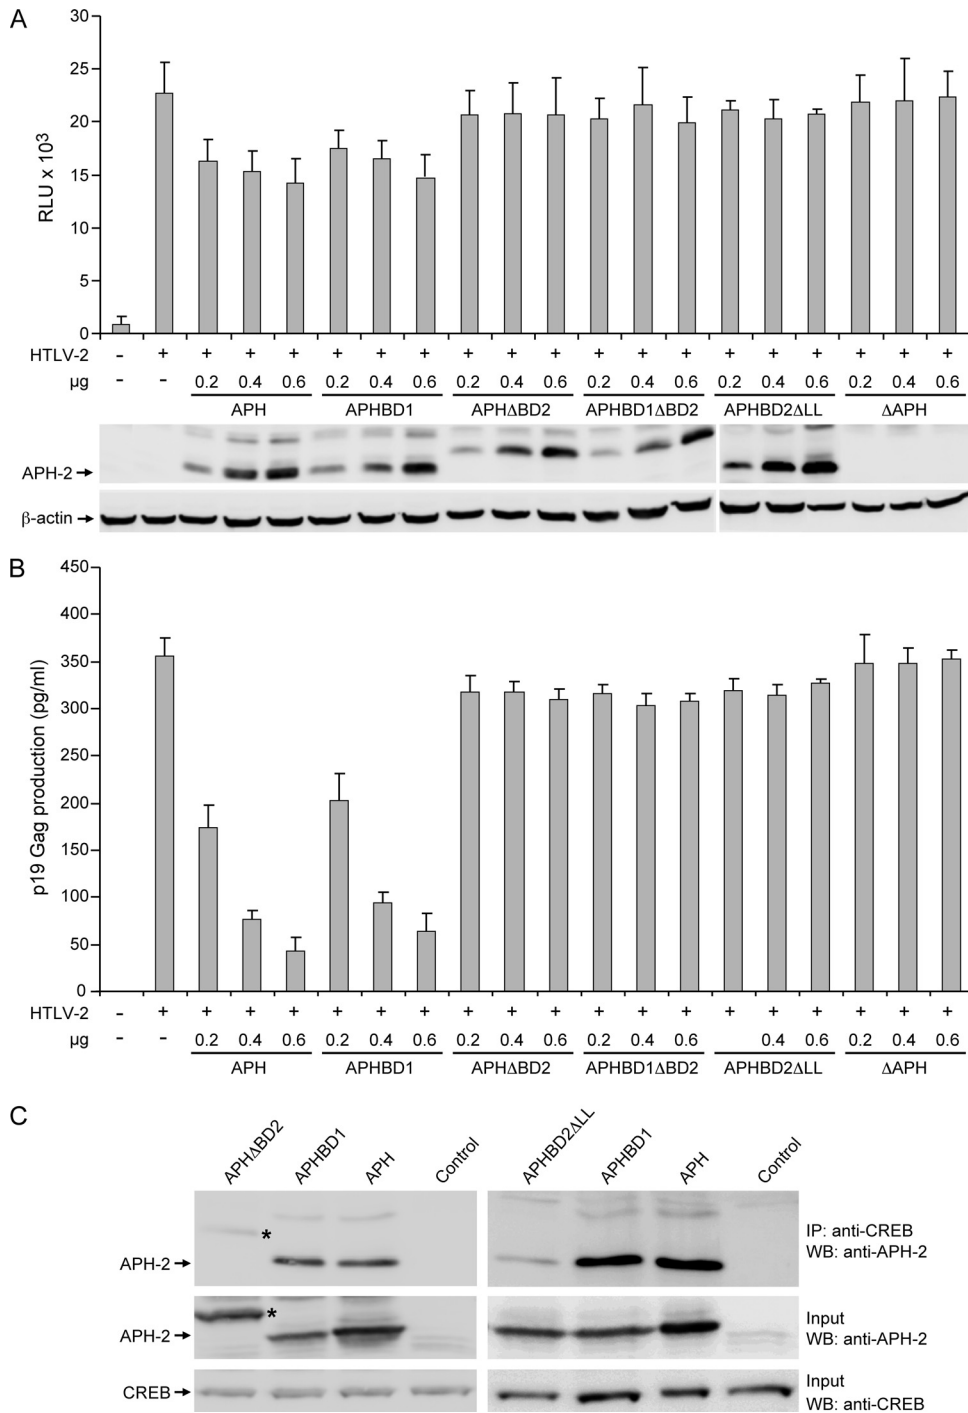 A
30
25
20
15
10
5
0
RLU x 10³
HTLV-2 - + + + + + + + + + + + + + + + + + + +
µg - - 0.2 0.4 0.6 0.2 0.4 0.6 0.2 0.4 0.6 0.2 0.4 0.6 0.2 0.4 0.6 0.2 0.4 0.6
APH APHBD1 APHΔBD2 APHBD1ΔBD2 APHBD2ΔLL ΔAPH
APH-2
β-actin
B
450
400
350
300
250
200
150
100
50
0
p19 Gag production (pg/ml)
HTLV-2 - + + + + + + + + + + + + + + + + + + +
µg - - 0.2 0.4 0.6 0.2 0.4 0.6 0.2 0.4 0.6 0.2 0.4 0.6 0.4 0.6 0.2 0.4 0.6
APH APHBD1 APHΔBD2 APHBD1ΔBD2 APHBD2ΔLL ΔAPH
C
APHΔBD2 APHBD1 APH Control APHBD2ΔLL APHBD1 APH Control
*
APH-2
IP: anti-CREB
WB: anti-APH-2
*
APH-2
Input
WB: anti-APH-2
CREB
Input
WB: anti-CREB